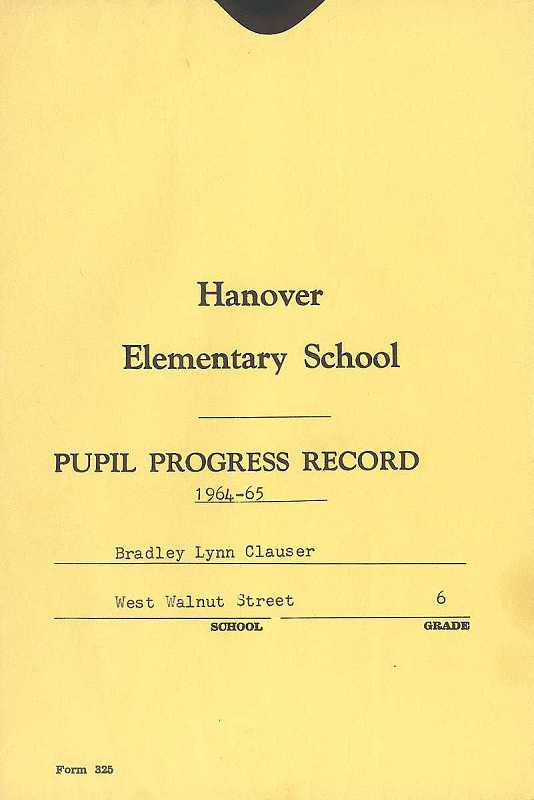 Hanover
Elementary School
PUPIL PROGRESS RECORD
1964-65
Bradley Lynn Clauser
West Walnut Street 6
SCHOOL GRADE
Form 325